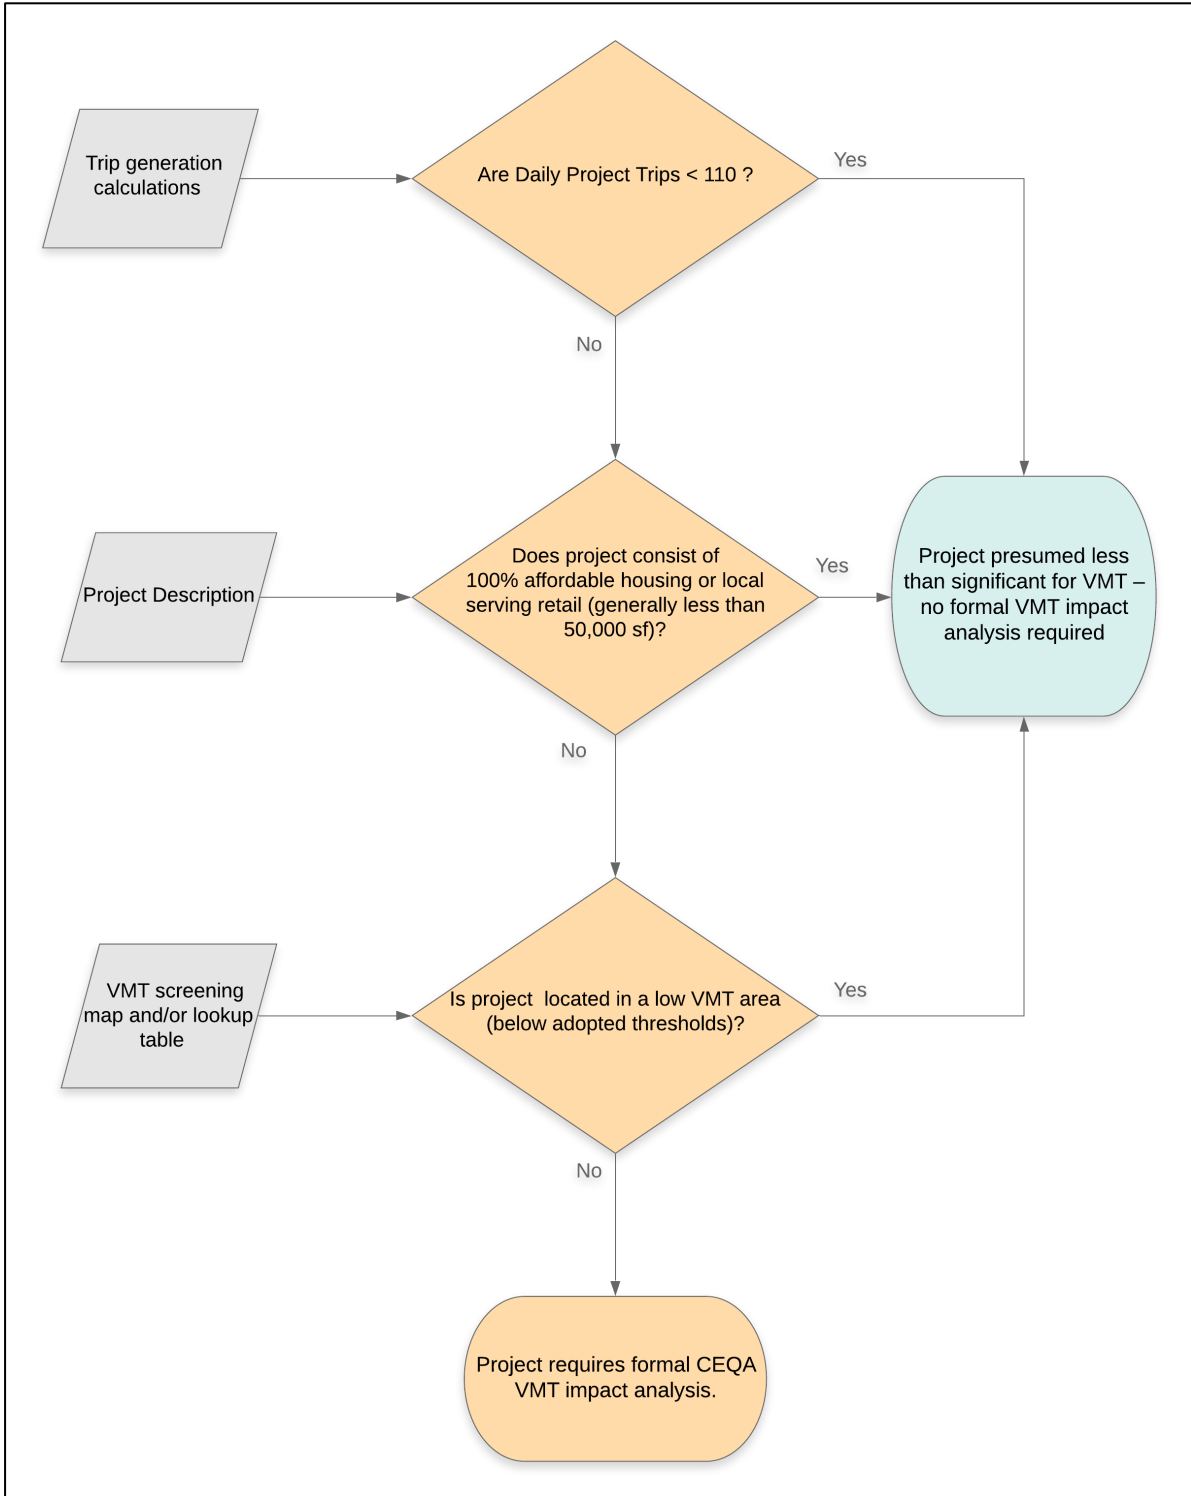 Trip generation
calculations
Are Daily Project Trips < 110 ?
Yes
No
Project Description
Does project consist of
100% affordable housing or local
serving retail (generally less than
50,000 sf)?
Yes
Project presumed less
than significant for VMT –
no formal VMT impact
analysis required
No
VMT screening
map and/or lookup
table
Is project  located in a low VMT area
(below adopted thresholds)?
Yes
No
Project requires formal CEQA
VMT impact analysis.